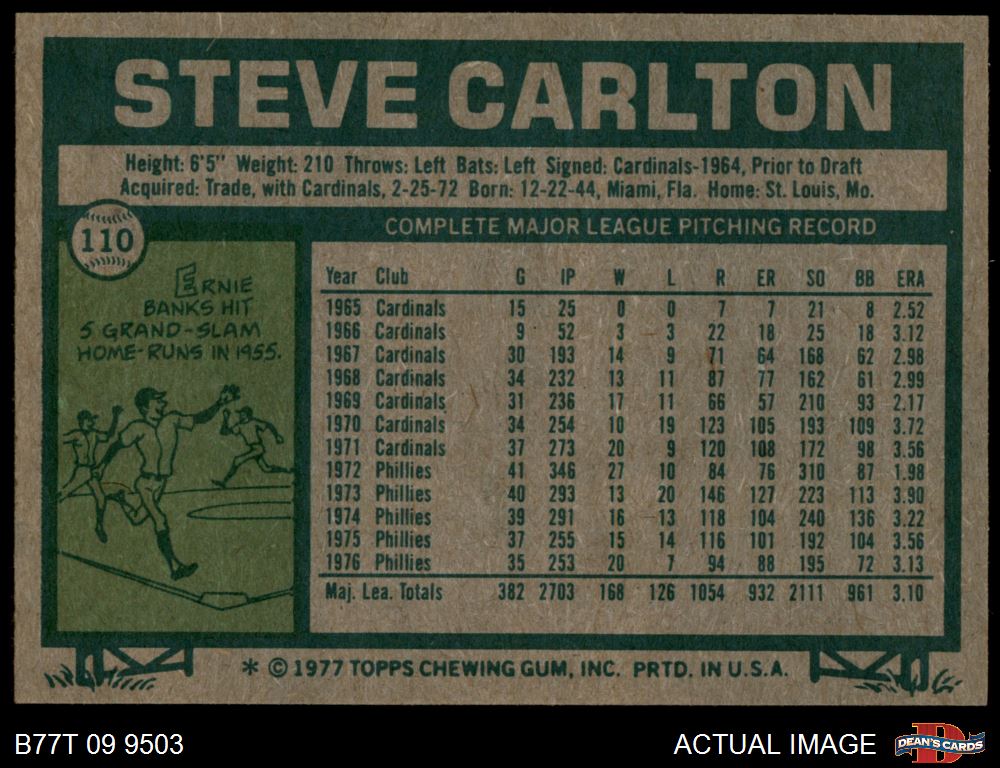 STEVE CARLTON
Height: 6'5" Weight: 210 Throws: Left Bats: Left Signed: Cardinals-1964, Prior to Draft
Acquired: Trade, with Cardinals, 2-25-72 Born: 12-22-44, Miami, Fla. Home: St. Louis, Mo.
110
COMPLETE MAJOR LEAGUE PITCHING RECORD
ERNIE
BANKS HIT
5 GRAND-SLAM
HOME-RUNS IN 1955.
Year Club G IP W L R ER SO BB ERA
1965 Cardinals 15 25 0 0 7 7 21 8 2.52
1966 Cardinals 9 52 3 3 22 18 25 18 3.12
1967 Cardinals 30 193 14 9 71 64 168 62 2.98
1968 Cardinals 34 232 13 11 87 77 162 61 2.99
1969 Cardinals 31 236 17 11 66 57 210 93 2.17
1970 Cardinals 34 254 10 19 123 105 193 109 3.72
1971 Cardinals 37 273 20 9 120 108 172 98 3.56
1972 Phillies 41 346 27 10 84 76 310 87 1.98
1973 Phillies 40 293 13 20 146 127 223 113 3.90
1974 Phillies 39 291 16 13 118 104 240 136 3.22
1975 Phillies 37 255 15 14 116 101 192 104 3.56
1976 Phillies 35 253 20 7 94 88 195 72 3.13
Maj. Lea. Totals 382 2703 168 126 1054 932 2111 961 3.10
* © 1977 TOPPS CHEWING GUM, INC. PRTD. IN U.S.A.
B77T 09 9503
ACTUAL IMAGE
D
DEAN'S CARDS